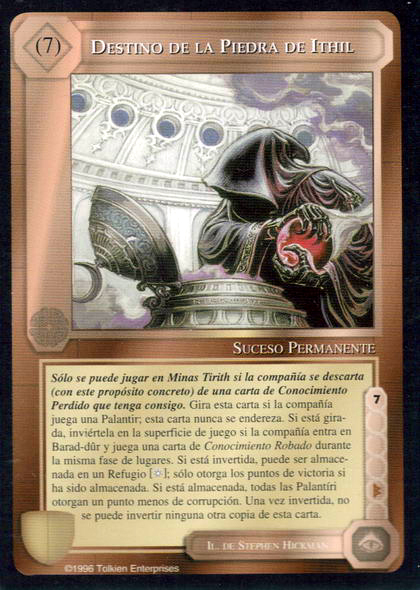 (7)
DESTINO DE LA PIEDRA DE ITHIL
SUCESO PERMANENTE
Sólo se puede jugar en Minas Tirith si la compañía se descarta
(con este propósito concreto) de una carta de Conocimiento
Perdido que tenga consigo. Gira esta carta si la compañía
juega una Palantir; esta carta nunca se endereza. Si está gira-
da, inviértela en la superficie de juego si la compañía entra en
Barad-dûr y juega una carta de Conocimiento Robado durante
la misma fase de lugares. Si está invertida, puede ser almace-
nada en un Refugio []; sólo otorga los puntos de victoria si
ha sido almacenada. Si está almacenada, todas las Palantíri
otorgan un punto menos de corrupción. Una vez invertida, no
se puede invertir ninguna otra copia de esta carta.
7
IL. DE STEPHEN HICKMAN
©1996 Tolkien Enterprises